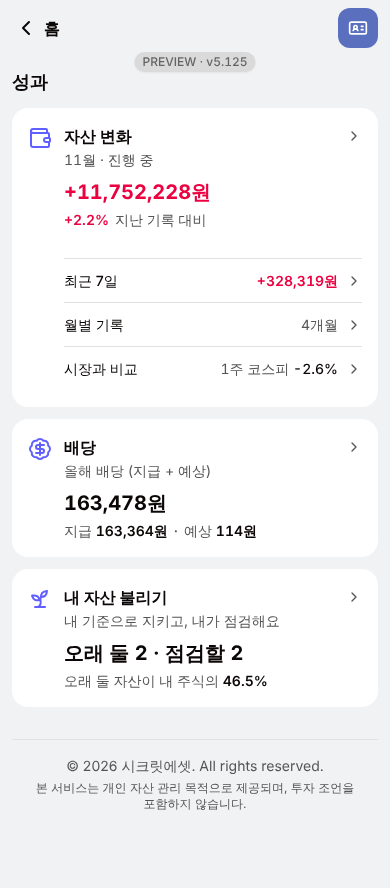 홈
PREVIEW · v5.125
성과
자산 변화
11월 · 진행 중
+11,752,228원
+2.2% 지난 기록 대비
최근 7일 +328,319원
월별 기록 4개월
시장과 비교 1주 코스피 -2.6%
배당
올해 배당 (지급 + 예상)
163,478원
지급 163,364원 · 예상 114원
내 자산 불리기
내 기준으로 지키고, 내가 점검해요
오래 둘 2 · 점검할 2
오래 둘 자산이 내 주식의 46.5%
© 2026 시크릿에셋. All rights reserved.
본 서비스는 개인 자산 관리 목적으로 제공되며, 투자 조언을
포함하지 않습니다.